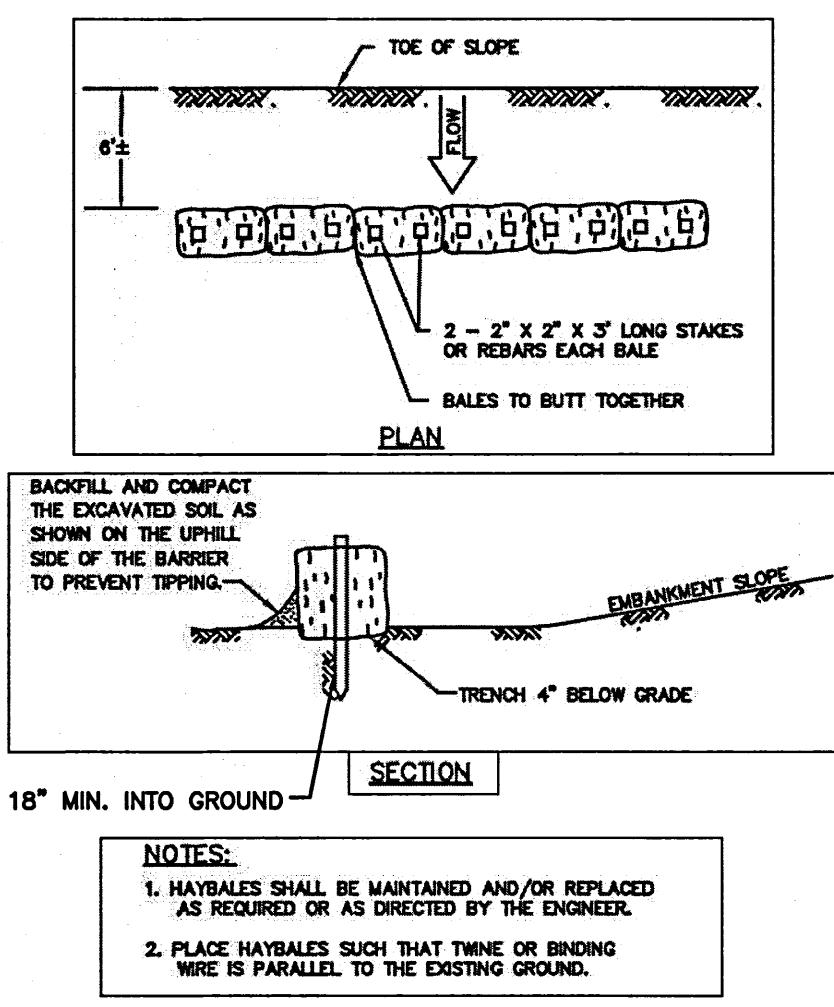 TOE OF SLOPE
6'±
FLOW
2 - 2" X 2" X 3' LONG STAKES
OR REBARS EACH BALE
BALES TO BUTT TOGETHER
PLAN
BACKFILL AND COMPACT
THE EXCAVATED SOIL AS
SHOWN ON THE UPHILL
SIDE OF THE BARRIER
TO PREVENT TIPPING.
EMBANKMENT SLOPE
TRENCH 4" BELOW GRADE
SECTION
18" MIN. INTO GROUND
NOTES:
1. HAYBALES SHALL BE MAINTAINED AND/OR REPLACED
AS REQUIRED OR AS DIRECTED BY THE ENGINEER.
2. PLACE HAYBALES SUCH THAT TWINE OR BINDING
WIRE IS PARALLEL TO THE EXISTING GROUND.